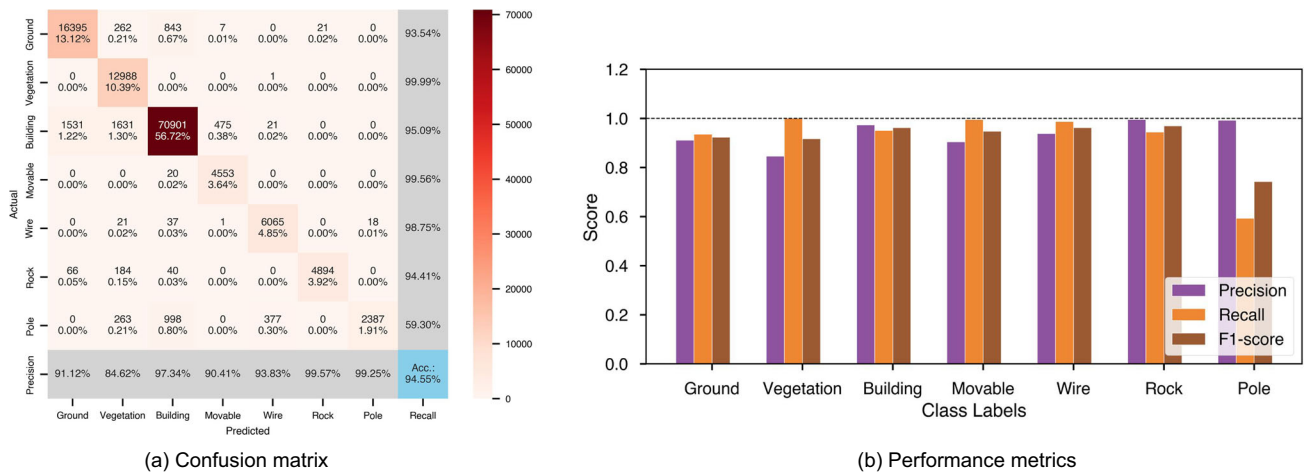 Actual
Ground
16395 262 843 7 0 21 0
13.12% 0.21% 0.67% 0.01% 0.00% 0.02% 0.00%
93.54%
Vegetation
0 12988 0 0 1 0 0
0.00% 10.39% 0.00% 0.00% 0.00% 0.00% 0.00%
99.99%
Building
1531 1631 70901 475 21 0 0
1.22% 1.30% 56.72% 0.38% 0.02% 0.00% 0.00%
95.09%
Movable
0 0 20 4553 0 0 0
0.00% 0.00% 0.02% 3.64% 0.00% 0.00% 0.00%
99.56%
Wire
0 21 37 1 6065 0 18
0.00% 0.02% 0.03% 0.00% 4.85% 0.00% 0.01%
98.75%
Rock
66 184 40 0 0 4894 0
0.05% 0.15% 0.03% 0.00% 0.00% 3.92% 0.00%
94.41%
Pole
0 263 998 0 377 0 2387
0.00% 0.21% 0.80% 0.00% 0.30% 0.00% 1.91%
59.30%
Precision
91.12% 84.62% 97.34% 90.41% 93.83% 99.57% 99.25%
Acc.:
94.55%
Ground Vegetation Building Movable Wire Rock Pole Recall
Predicted
70000
60000
50000
40000
30000
20000
10000
0
(a) Confusion matrix
Score
1.2
1.0
0.8
0.6
0.4
0.2
0.0
Precision
Recall
F1-score
Ground Vegetation Building Movable Wire Rock Pole
Class Labels
(b) Performance metrics